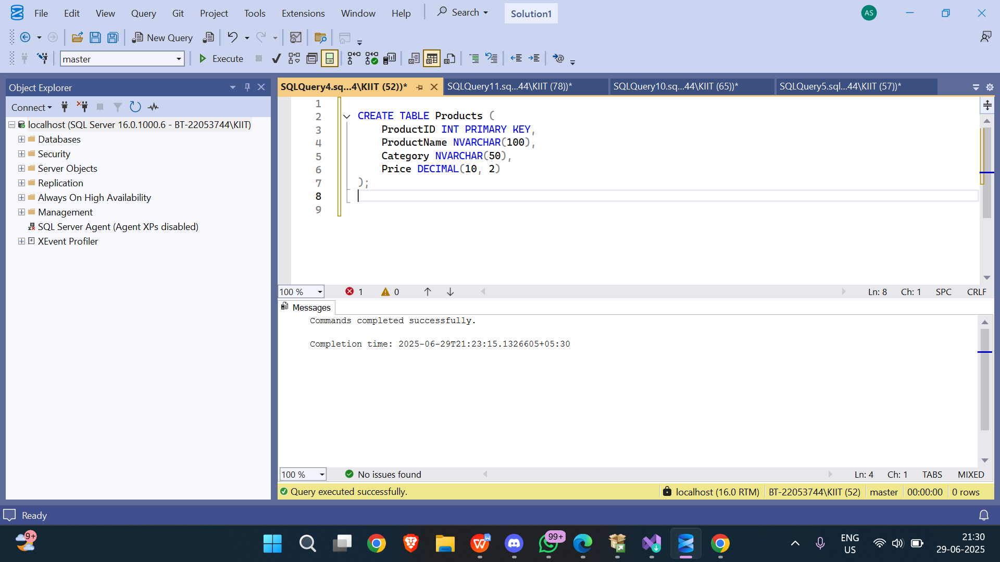 File Edit View Query Git Project Tools Extensions Window Help Search Solution1 AS
New Query
master Execute
Object Explorer
Connect
localhost (SQL Server 16.0.1000.6 - BT-22053744\KIIT)
Databases
Security
Server Objects
Replication
Always On High Availability
Management
SQL Server Agent (Agent XPs disabled)
XEvent Profiler
SQLQuery4.sq...4\KIIT (52))* SQLQuery11.sq...44\KIIT (78))* SQLQuery10.sq...44\KIIT (65))* SQLQuery5.sql...44\KIIT (57))*
1
2 CREATE TABLE Products (
3 ProductID INT PRIMARY KEY,
4 ProductName NVARCHAR(100),
5 Category NVARCHAR(50),
6 Price DECIMAL(10, 2)
7 );
8
9
100 % 1 0 Ln: 8 Ch: 1 SPC CRLF
Messages
Commands completed successfully.
Completion time: 2025-06-29T21:23:15.1326605+05:30
100 % No issues found Ln: 4 Ch: 1 TABS MIXED
Query executed successfully. localhost (16.0 RTM) BT-22053744\KIIT (52) master 00:00:00 0 rows
Ready
9+ 99+ ENG 21:30
US 29-06-2025